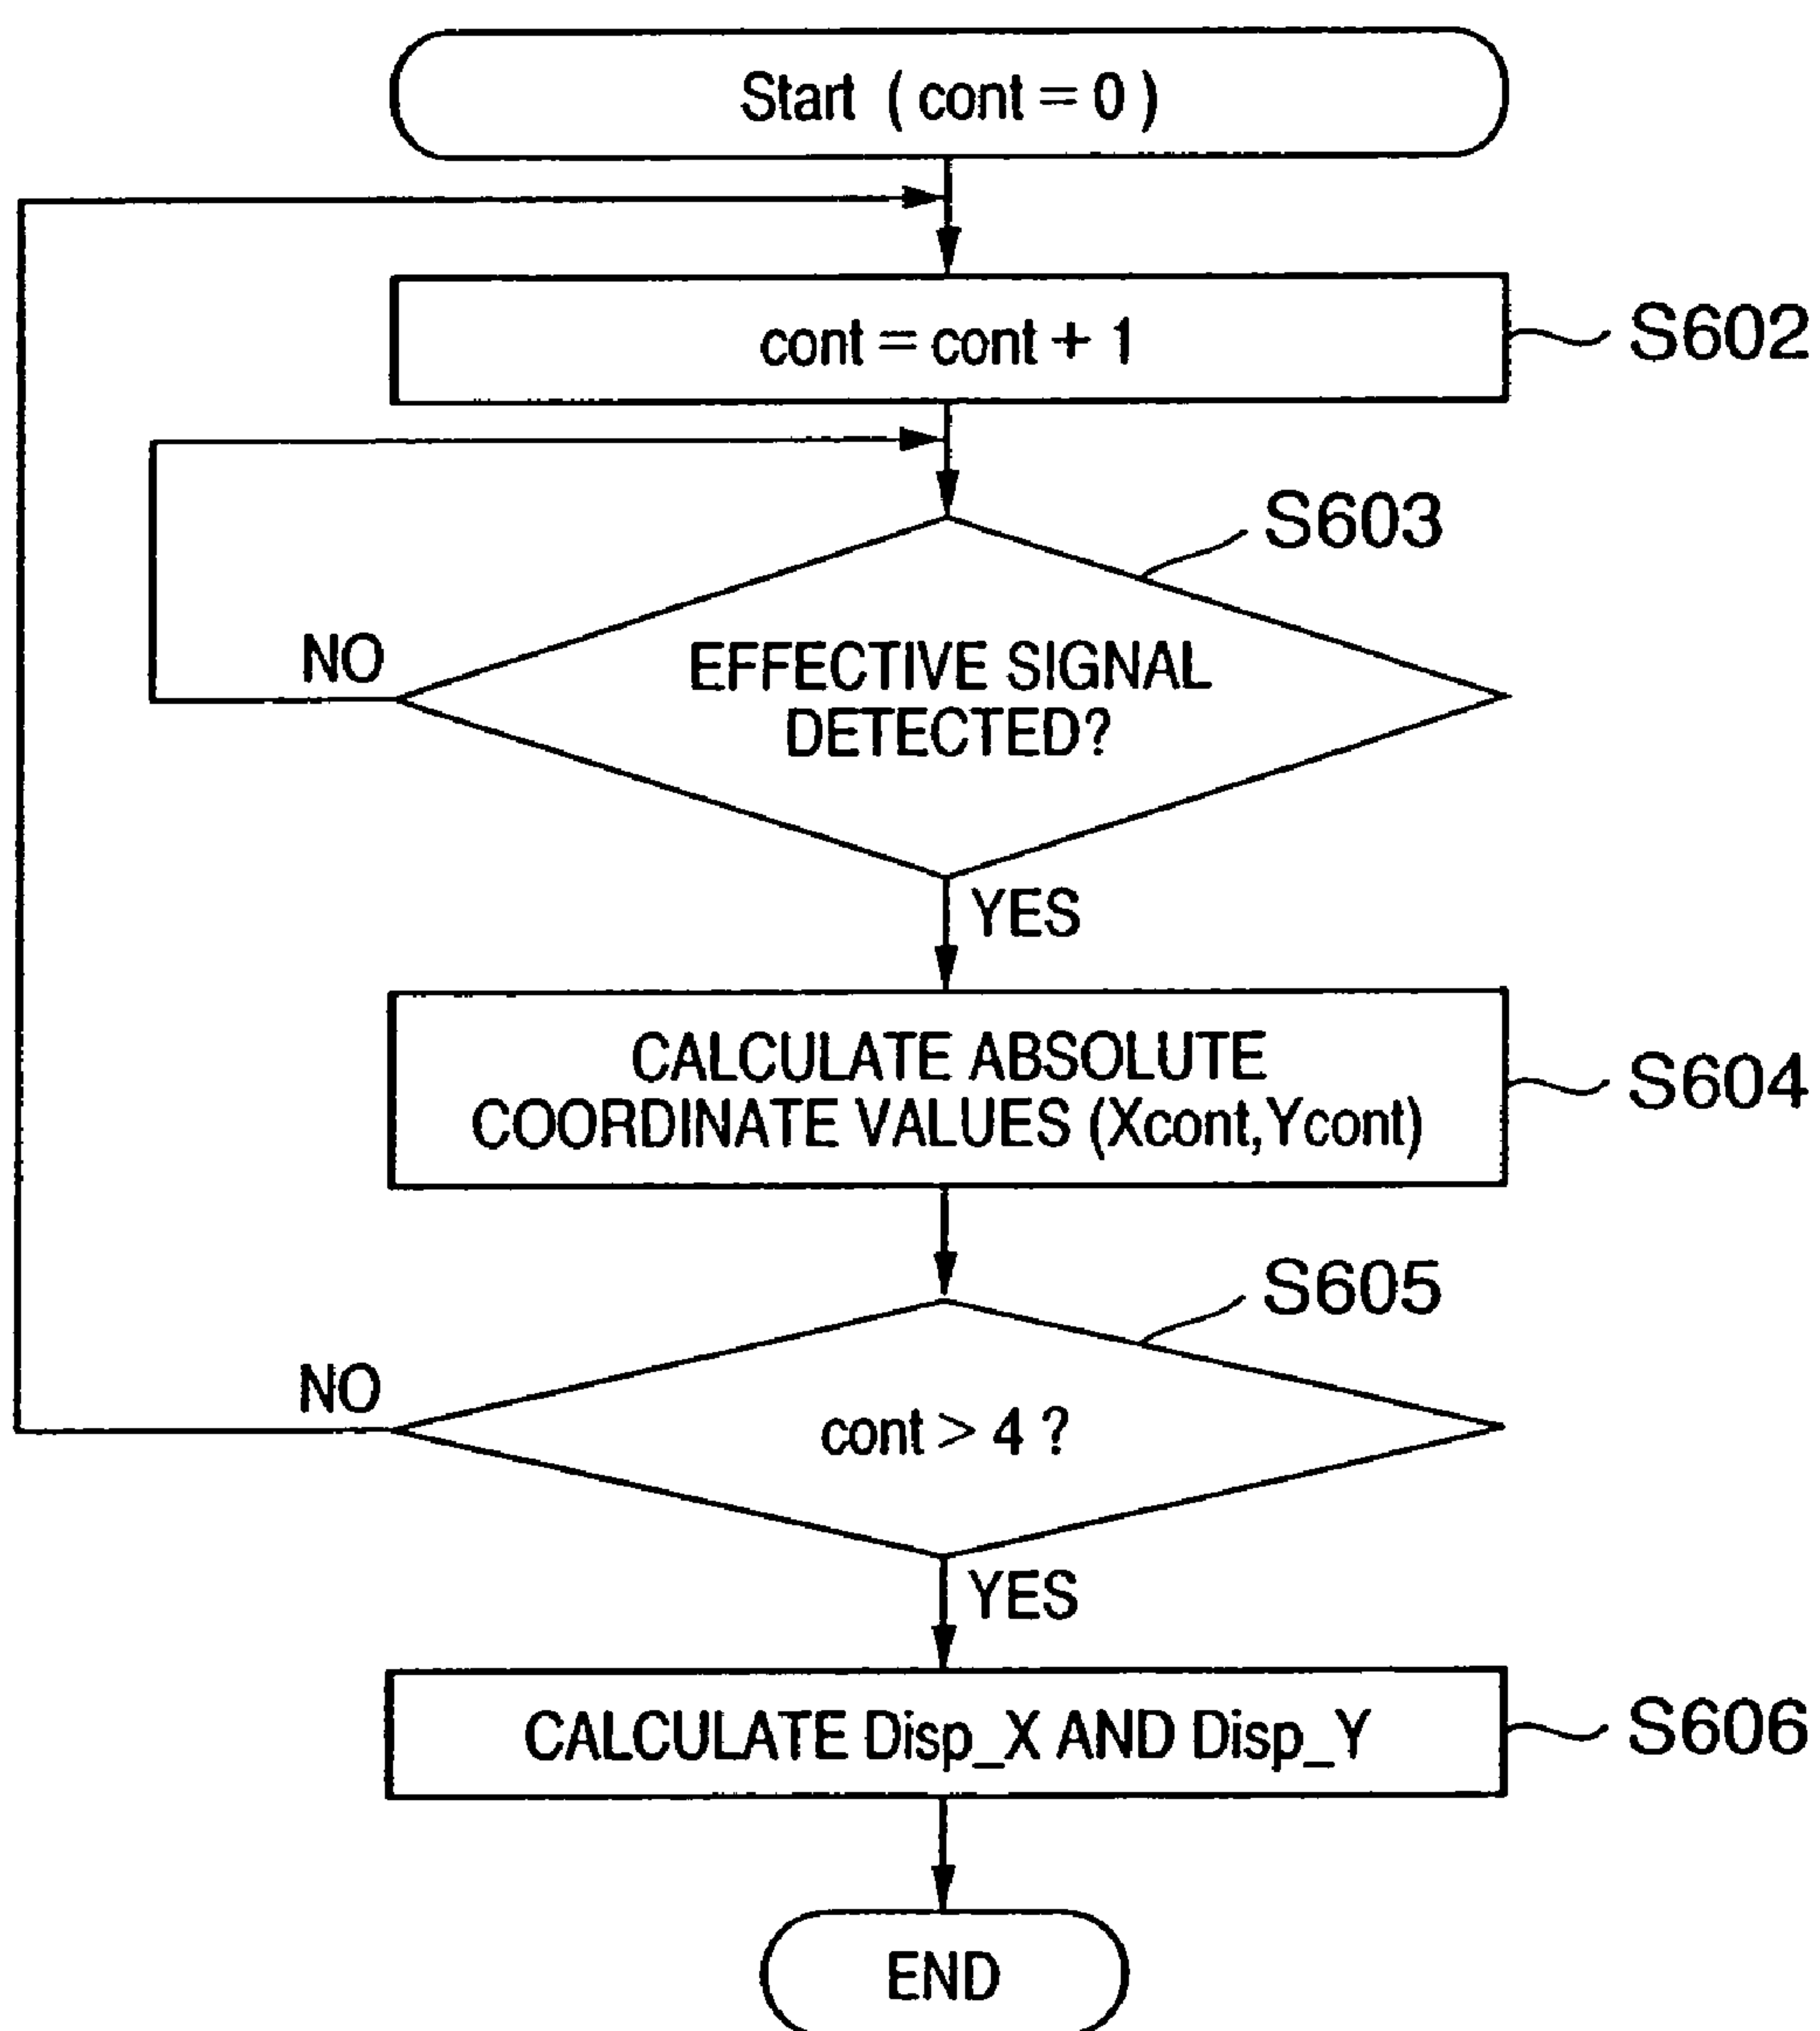 Start ( cont = 0 )
cont = cont + 1
S602
S603
NO
EFFECTIVE SIGNAL
DETECTED?
YES
CALCULATE ABSOLUTE
COORDINATE VALUES (Xcont,Ycont)
S604
S605
NO
cont > 4 ?
YES
CALCULATE Disp_X AND Disp_Y
S606
END